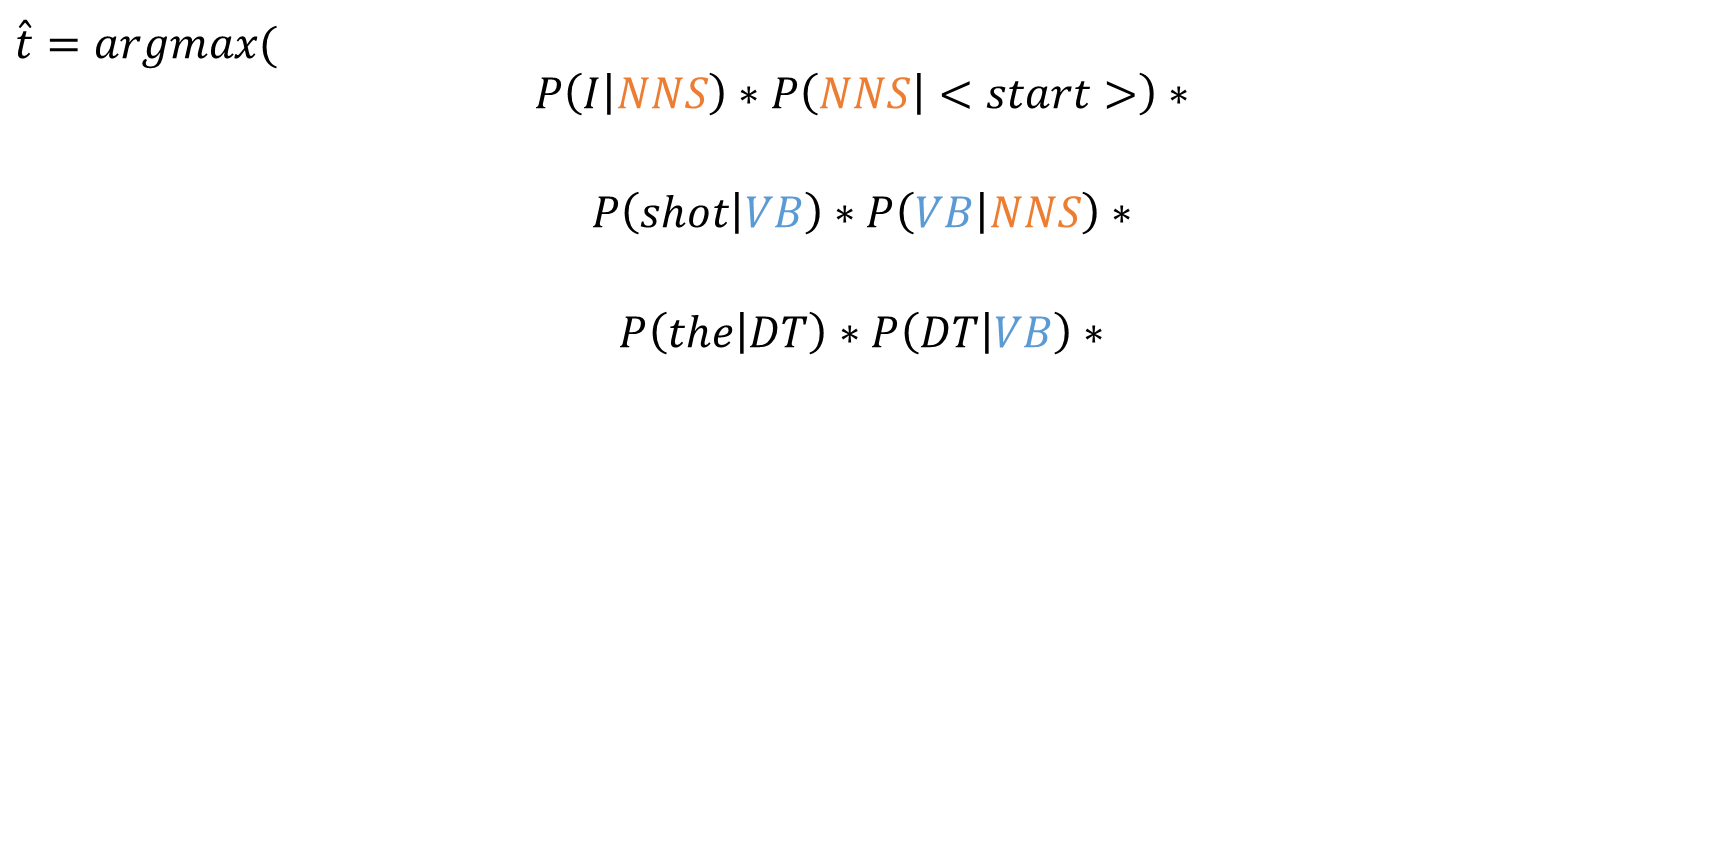 t̂ = argmax(
P(I|NNS) ∗ P(NNS| < start >) ∗
P(shot|VB) ∗ P(VB|NNS) ∗
P(the|DT) ∗ P(DT|VB) ∗